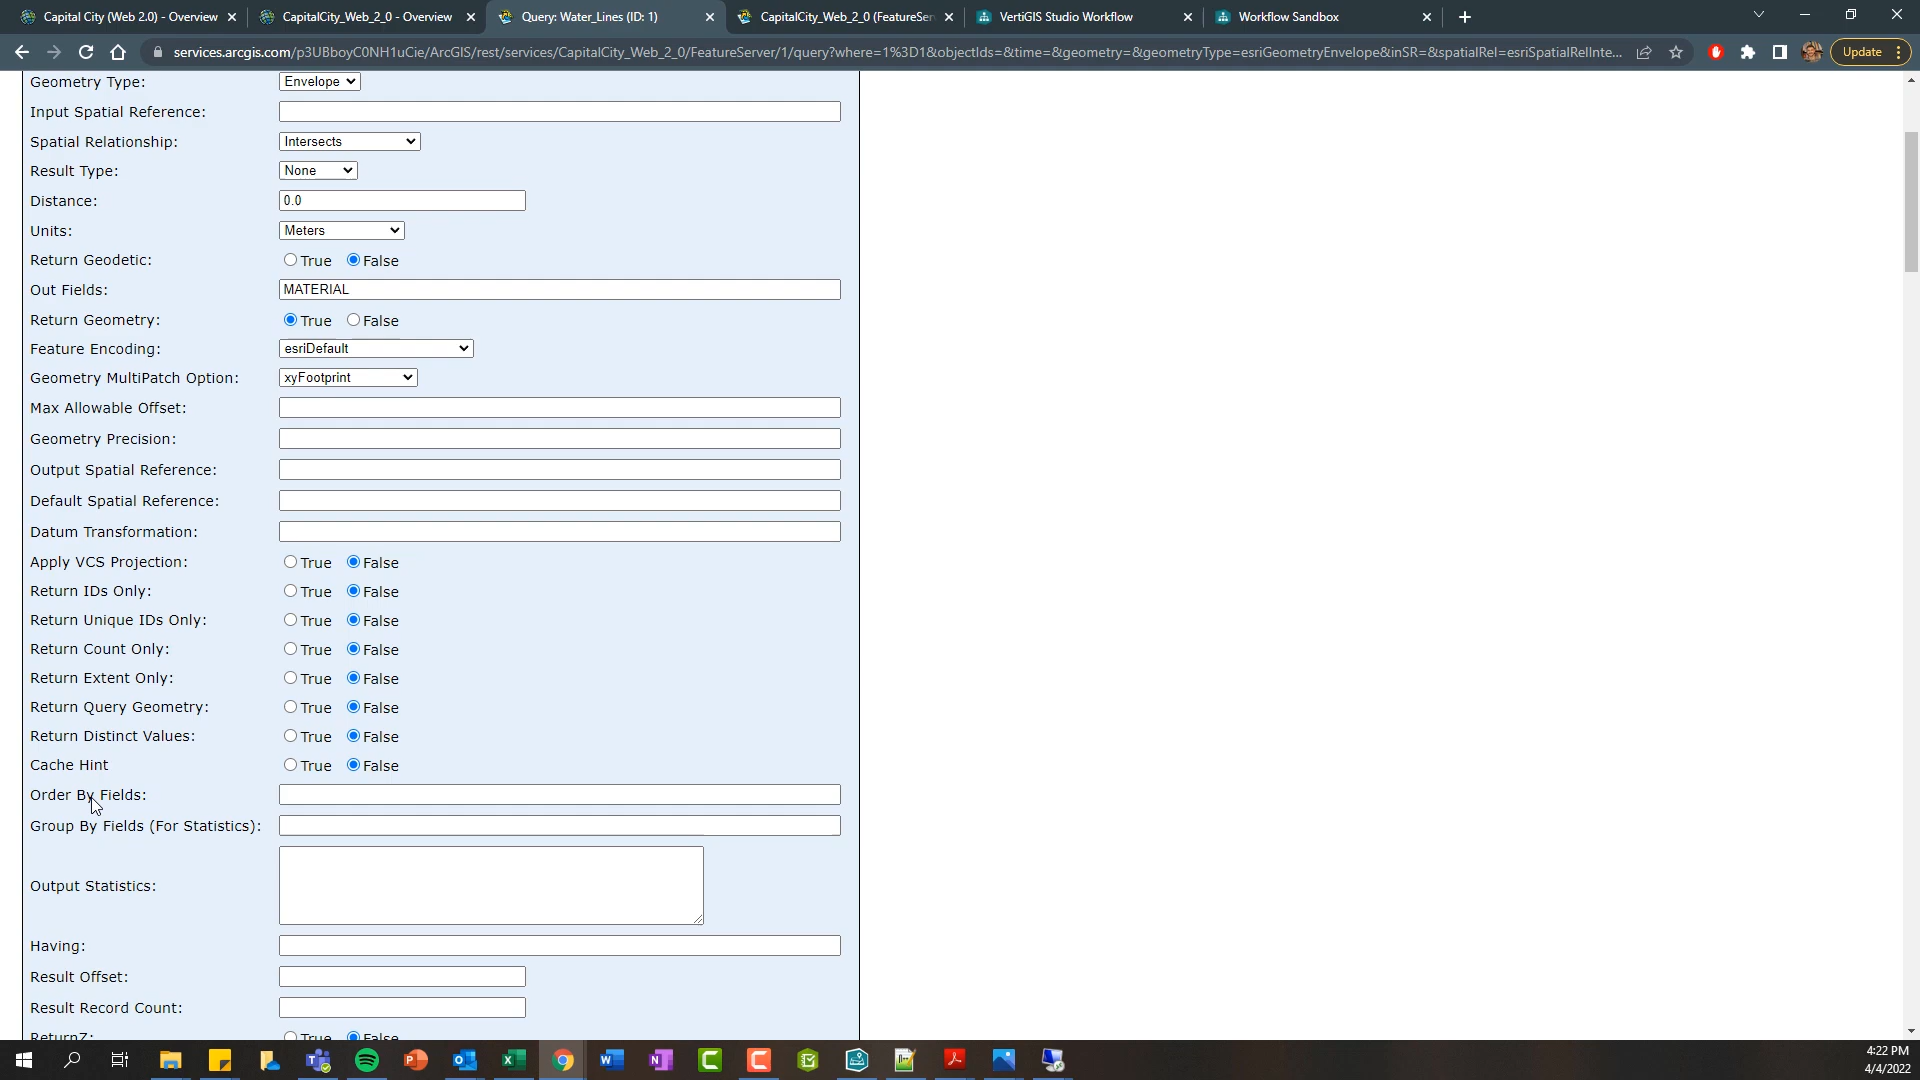 Capital City (Web 2.0) - Overview
CapitalCity_Web_2_0 - Overview
Query: Water_Lines (ID: 1)
CapitalCity_Web_2_0 (FeatureSer
VertiGIS Studio Workflow
Workflow Sandbox
services.arcgis.com/p3UBboyC0NH1uCie/ArcGIS/rest/services/CapitalCity_Web_2_0/FeatureServer/1/query?where=1%3D1&objectIds=&time=&geometry=&geometryType=esriGeometryEnvelope&inSR=&spatialRel=esriSpatialRelInte...
Update
Geometry Type: Envelope
Input Spatial Reference:
Spatial Relationship: Intersects
Result Type: None
Distance: 0.0
Units: Meters
Return Geodetic: True False
Out Fields: MATERIAL
Return Geometry: True False
Feature Encoding: esriDefault
Geometry MultiPatch Option: xyFootprint
Max Allowable Offset:
Geometry Precision:
Output Spatial Reference:
Default Spatial Reference:
Datum Transformation:
Apply VCS Projection: True False
Return IDs Only: True False
Return Unique IDs Only: True False
Return Count Only: True False
Return Extent Only: True False
Return Query Geometry: True False
Return Distinct Values: True False
Cache Hint True False
Order By Fields:
Group By Fields (For Statistics):
Output Statistics:
Having:
Result Offset:
Result Record Count:
ReturnZ: True False
4:22 PM
4/4/2022